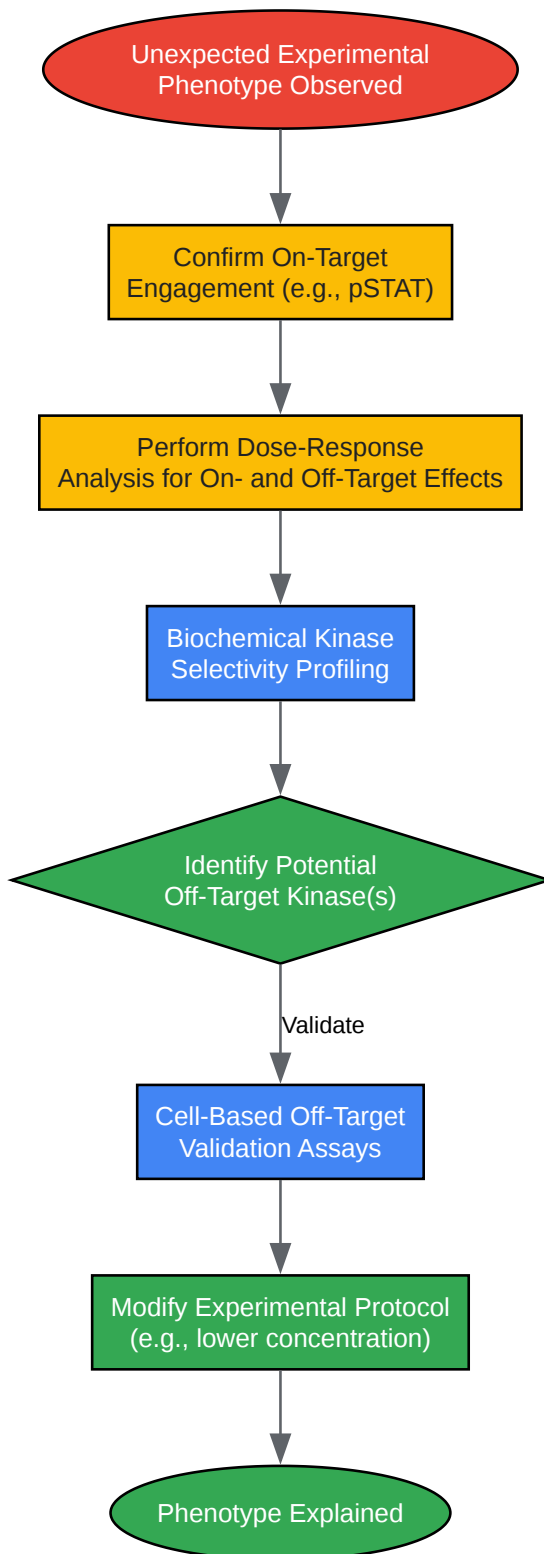 Unexpected Experimental
Phenotype Observed
Confirm On-Target
Engagement (e.g., pSTAT)
Perform Dose-Response
Analysis for On- and Off-Target Effects
Biochemical Kinase
Selectivity Profiling
Identify Potential
Off-Target Kinase(s)
Validate
Cell-Based Off-Target
Validation Assays
Modify Experimental Protocol
(e.g., lower concentration)
Phenotype Explained